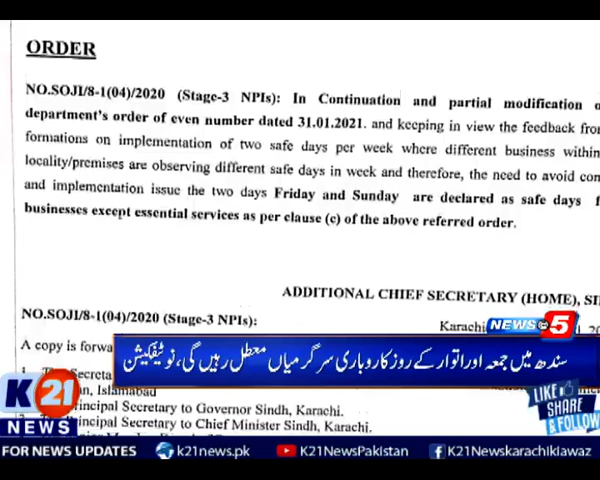 ORDER
NO.SOJI/8-1(04)/2020 (Stage-3 NPIs): In Continuation and partial modification
department's order of even number dated 31.01.2021. and keeping in view the feedback
formations on implementation of two safe days per week where different business within
locality/premises are observing different safe days in week and therefore, the need to avoid
and implementation issue the two days Friday and Sunday are declared as safe days
businesses except essential services as per clause (c) of the above referred order.
ADDITIONAL CHIEF SECRETARY (HOME),
NO.SOJI/8-1(04)/2020 (Stage-3 NPIs):
Karachi
NEWS @ 5
A copy is
سندھ میں جمعہ اور اتوار کے روز کاروباری سرگرمیاں معطل رہیں گی، نوٹیفکیشن
Islamabad
Principal Secretary to Governor Sindh, Karachi.
Principal Secretary to Chief Minister Sindh, Karachi.
K21
NEWS
LIKE
SHARE
& FOLLOW
FOR NEWS UPDATES
k21news.pk
K21NewsPakistan
K21Newskarachikiawaz